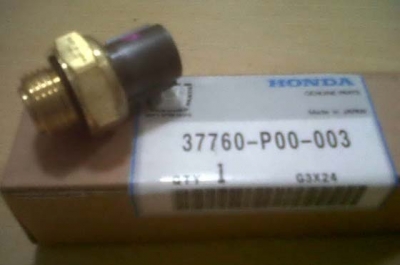 HONDA
GENUINE PARTS
Made in JAPAN
37760-P00-003
QTY 1 G3X24